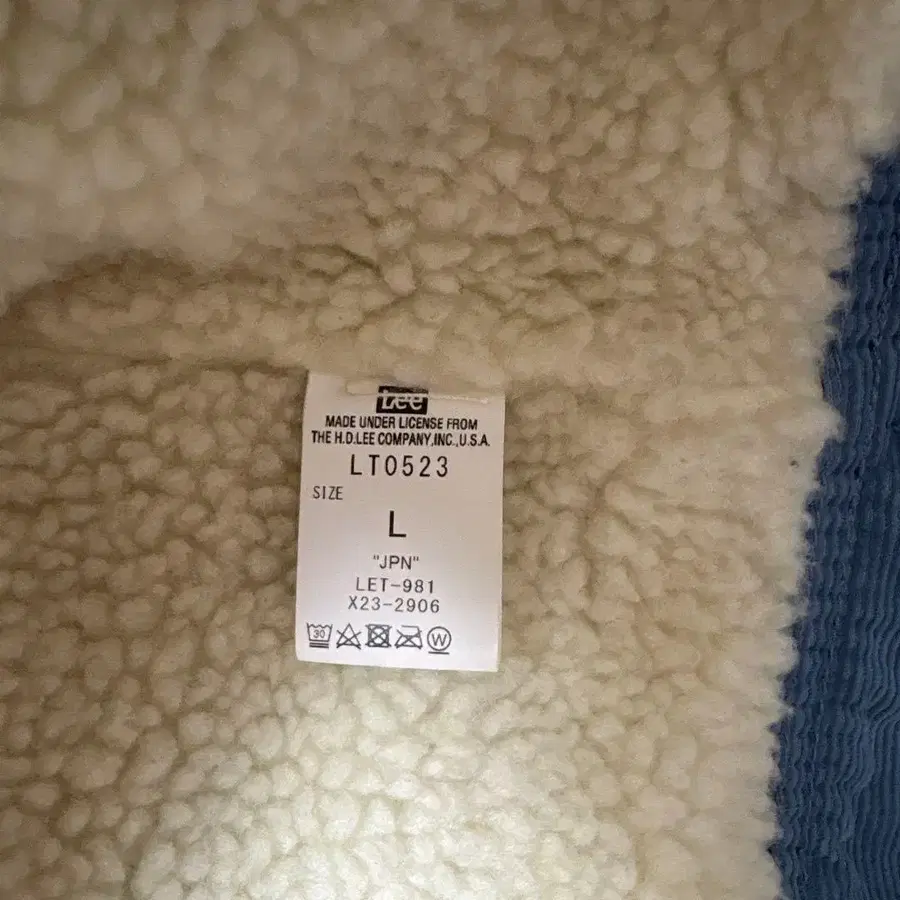 Lee
MADE UNDER LICENSE FROM
THE H.D.LEE COMPANY,INC.,U.S.A.
LT0523
SIZE
L
"JPN"
LET-981
X23-2906
30
W